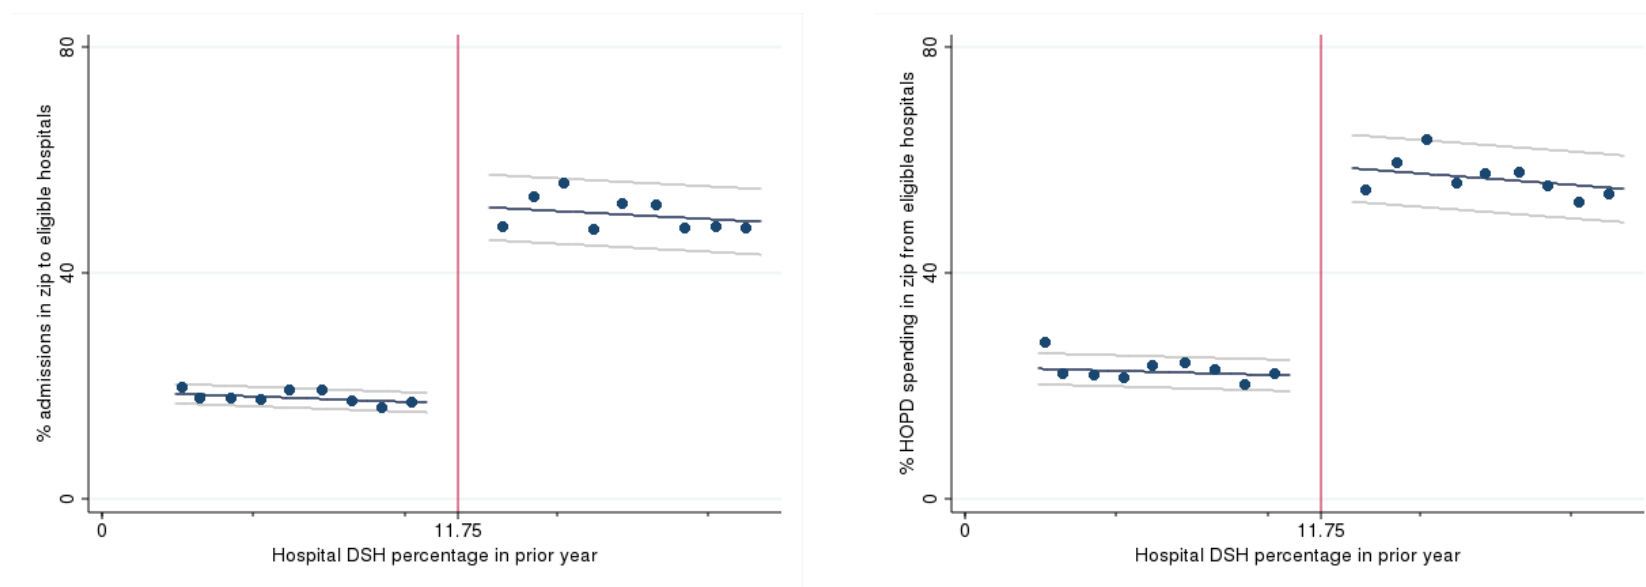 % admissions in zip to eligible hospitals
80
40
0
0
11.75
Hospital DSH percentage in prior year
% HOPD spending in zip from eligible hospitals
80
40
0
0
11.75
Hospital DSH percentage in prior year